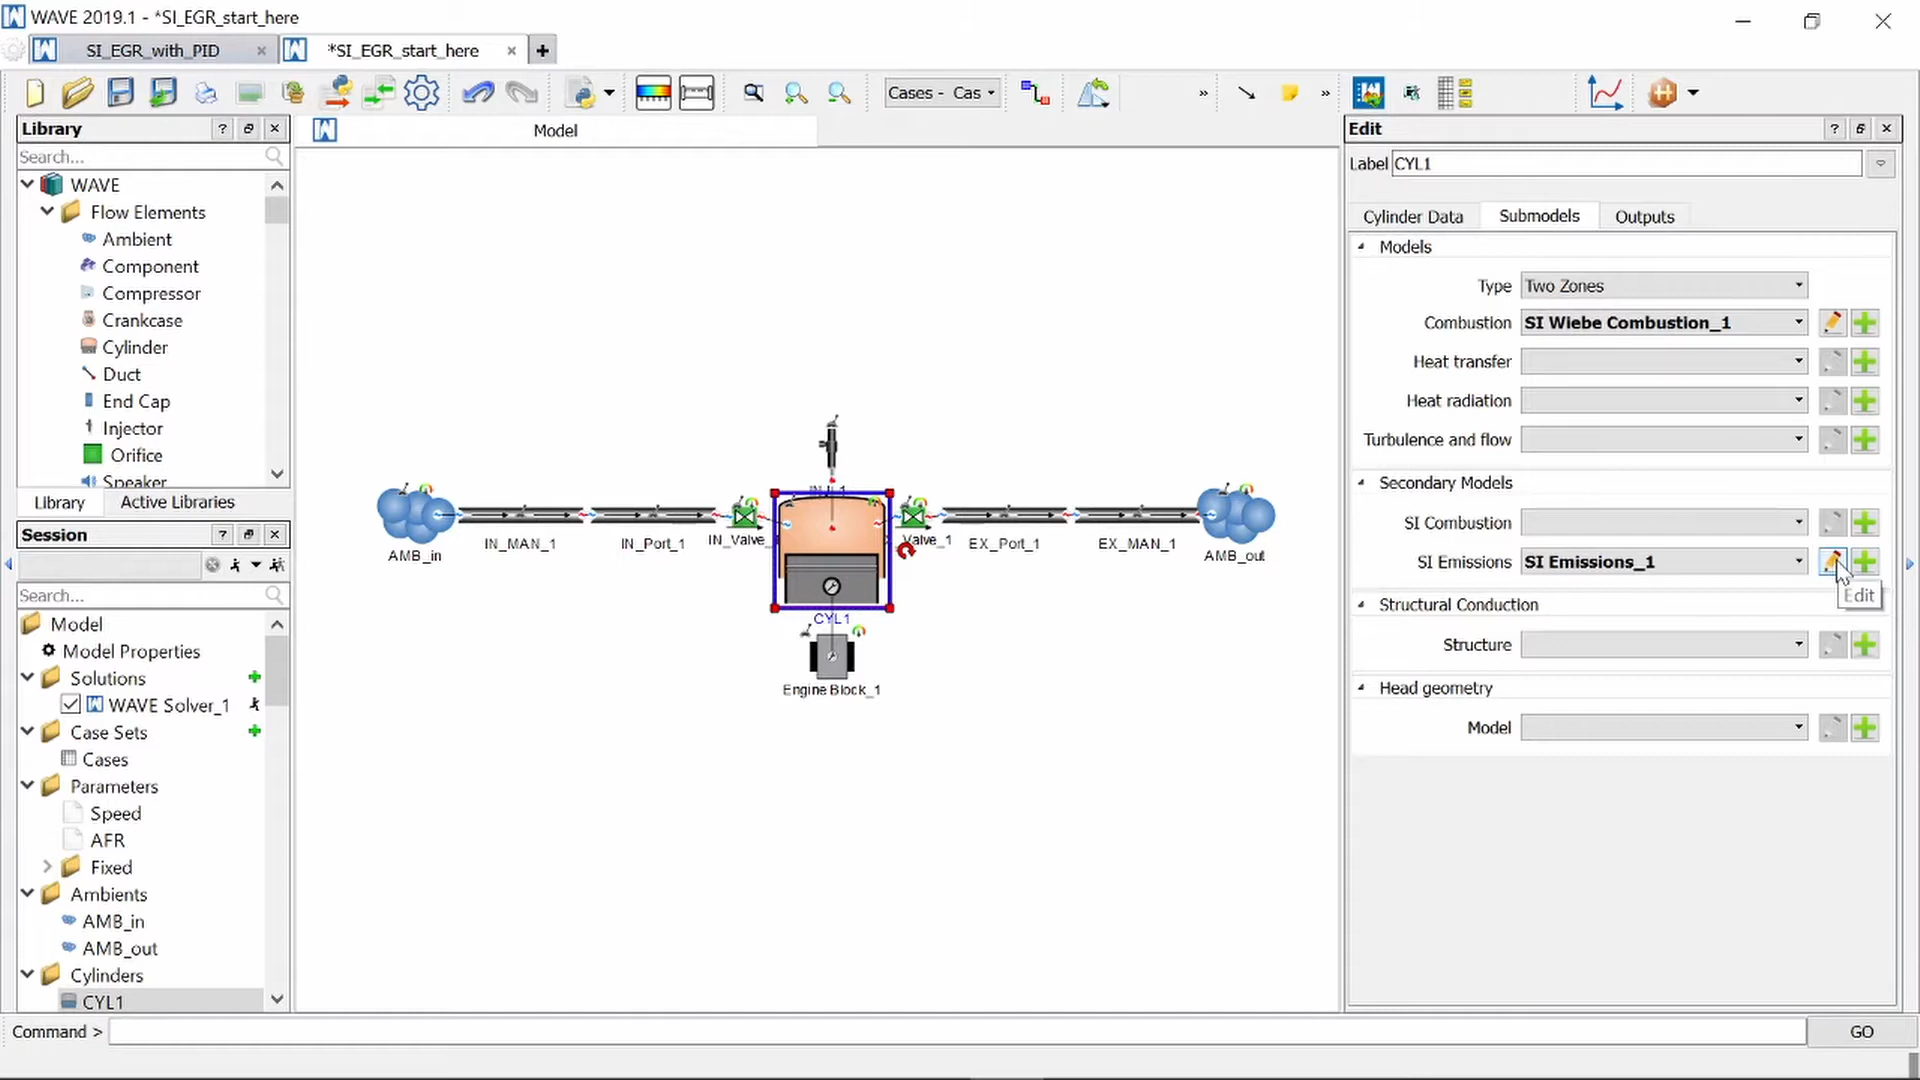 WAVE 2019.1 - *SI_EGR_start_here
SI_EGR_with_PID
*SI_EGR_start_here
Cases - Cas
Library
Search...
WAVE
Flow Elements
Ambient
Component
Compressor
Crankcase
Cylinder
Duct
End Cap
Injector
Orifice
Speaker
Library
Active Libraries
Session
Search...
Model
Model Properties
Solutions
WAVE Solver_1
Case Sets
Cases
Parameters
Speed
AFR
Fixed
Ambients
AMB_in
AMB_out
Cylinders
CYL1
Model
AMB_in
IN_MAN_1
IN_Port_1
IN_Valve_
CYL1
Engine Block_1
Valve_1
EX_Port_1
EX_MAN_1
AMB_out
Edit
Label
CYL1
Cylinder Data
Submodels
Outputs
Models
Type
Two Zones
Combustion
SI Wiebe Combustion_1
Heat transfer
Heat radiation
Turbulence and flow
Secondary Models
SI Combustion
SI Emissions
SI Emissions_1
Edit
Structural Conduction
Structure
Head geometry
Model
Command >
GO